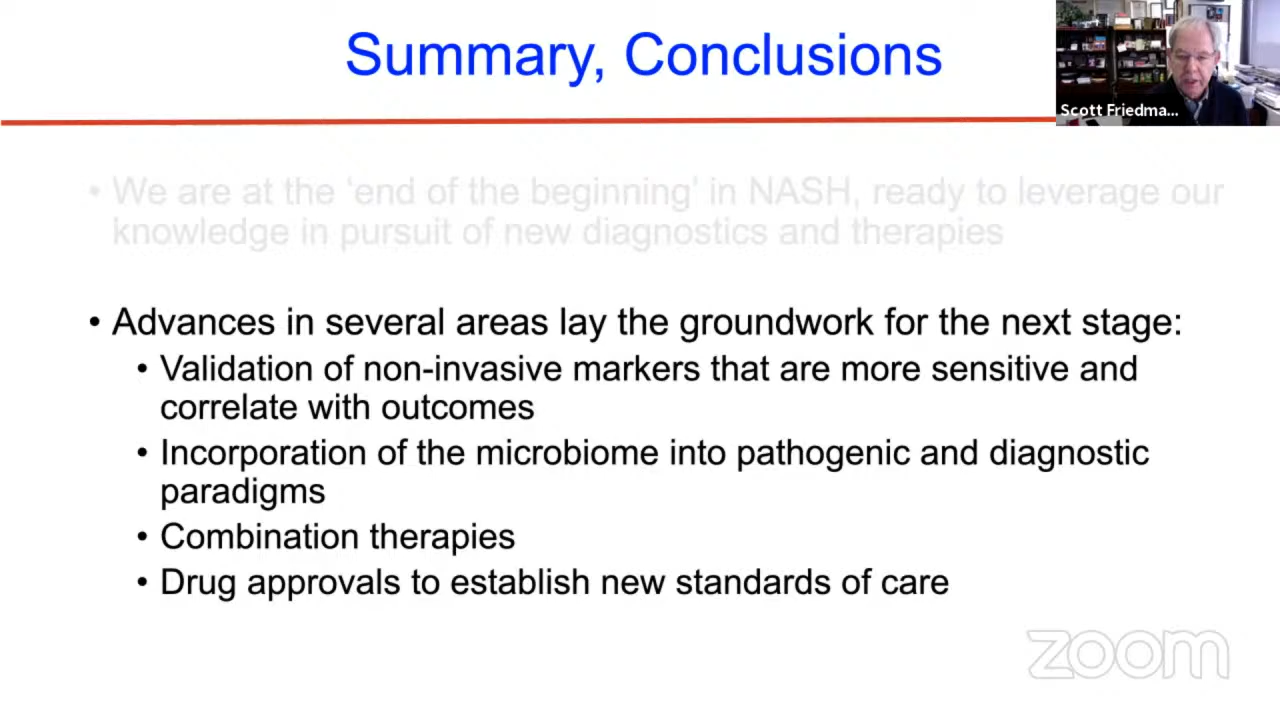 Summary, Conclusions
Scott Friedma...
• We are at the 'end of the beginning' in NASH, ready to leverage our
knowledge in pursuit of new diagnostics and therapies
• Advances in several areas lay the groundwork for the next stage:
• Validation of non-invasive markers that are more sensitive and
correlate with outcomes
• Incorporation of the microbiome into pathogenic and diagnostic
paradigms
• Combination therapies
• Drug approvals to establish new standards of care
zoom